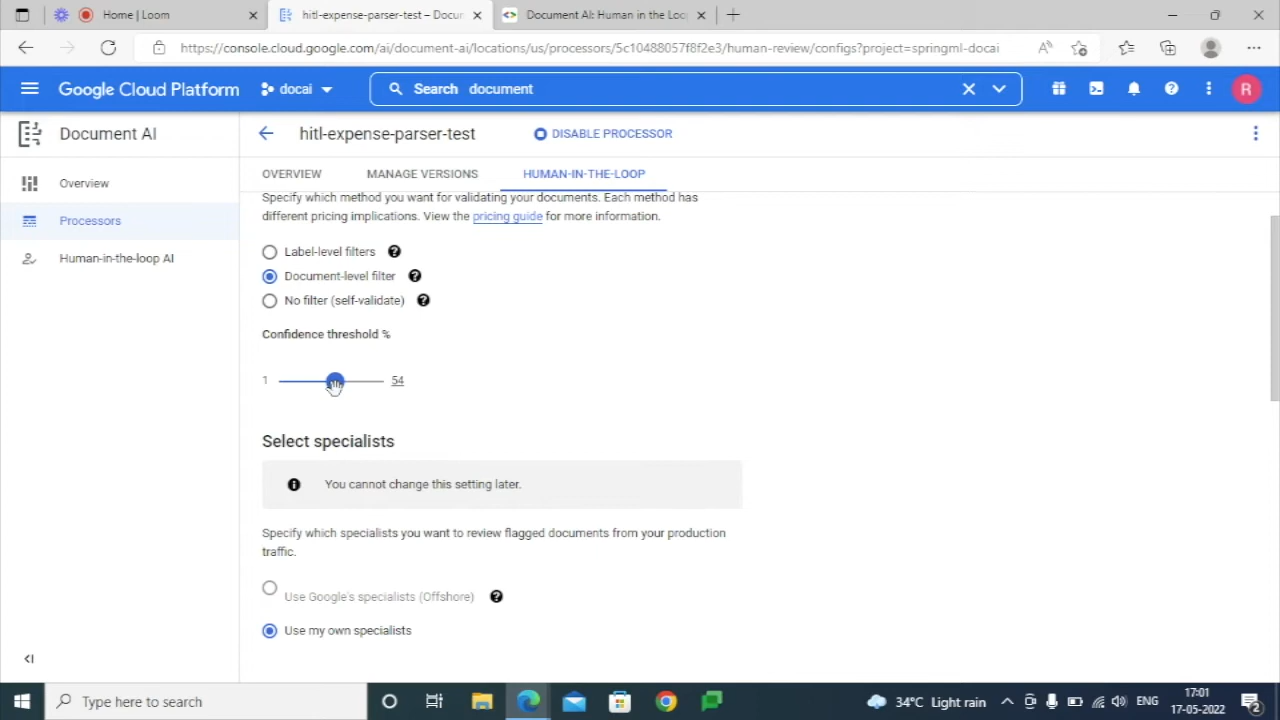 Home | Loom
hitl-expense-parser-test – Docum
Document AI: Human in the Loo
https://console.cloud.google.com/ai/document-ai/locations/us/processors/5c10488057f8f2e3/human-review/configs?project=springml-docai
Google Cloud Platform
docai
Search document
R
Document AI
hitl-expense-parser-test
DISABLE PROCESSOR
OVERVIEW
MANAGE VERSIONS
HUMAN-IN-THE-LOOP
Overview
Processors
Human-in-the-loop AI
Specify which method you want for validating your documents. Each method has
different pricing implications. View the pricing guide for more information.
Label-level filters
Document-level filter
No filter (self-validate)
Confidence threshold %
1
54
Select specialists
You cannot change this setting later.
Specify which specialists you want to review flagged documents from your production
traffic.
Use Google's specialists (Offshore)
Use my own specialists
Type here to search
34°C Light rain
ENG
17:01
17-05-2022
2